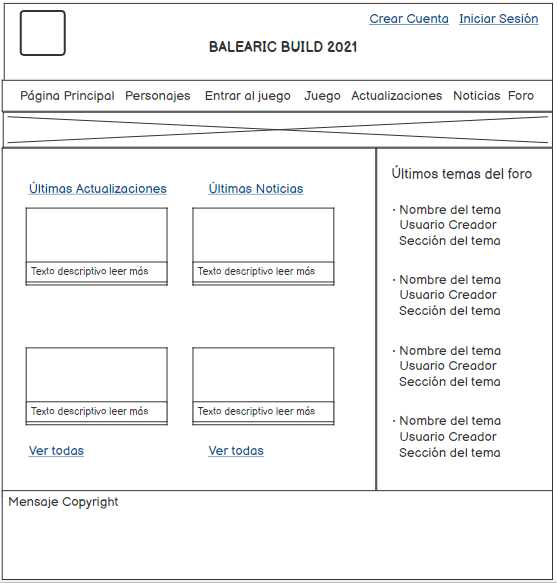 Crear Cuenta Iniciar Sesión
BALEARIC BUILD 2021
Página Principal Personajes Entrar al juego Juego Actualizaciones Noticias Foro
Últimas Actualizaciones Últimas Noticias
Texto descriptivo leer más Texto descriptivo leer más
Texto descriptivo leer más Texto descriptivo leer más
Ver todas Ver todas
Últimos temas del foro
· Nombre del tema
Usuario Creador
Sección del tema
· Nombre del tema
Usuario Creador
Sección del tema
· Nombre del tema
Usuario Creador
Sección del tema
· Nombre del tema
Usuario Creador
Sección del tema
Mensaje Copyright